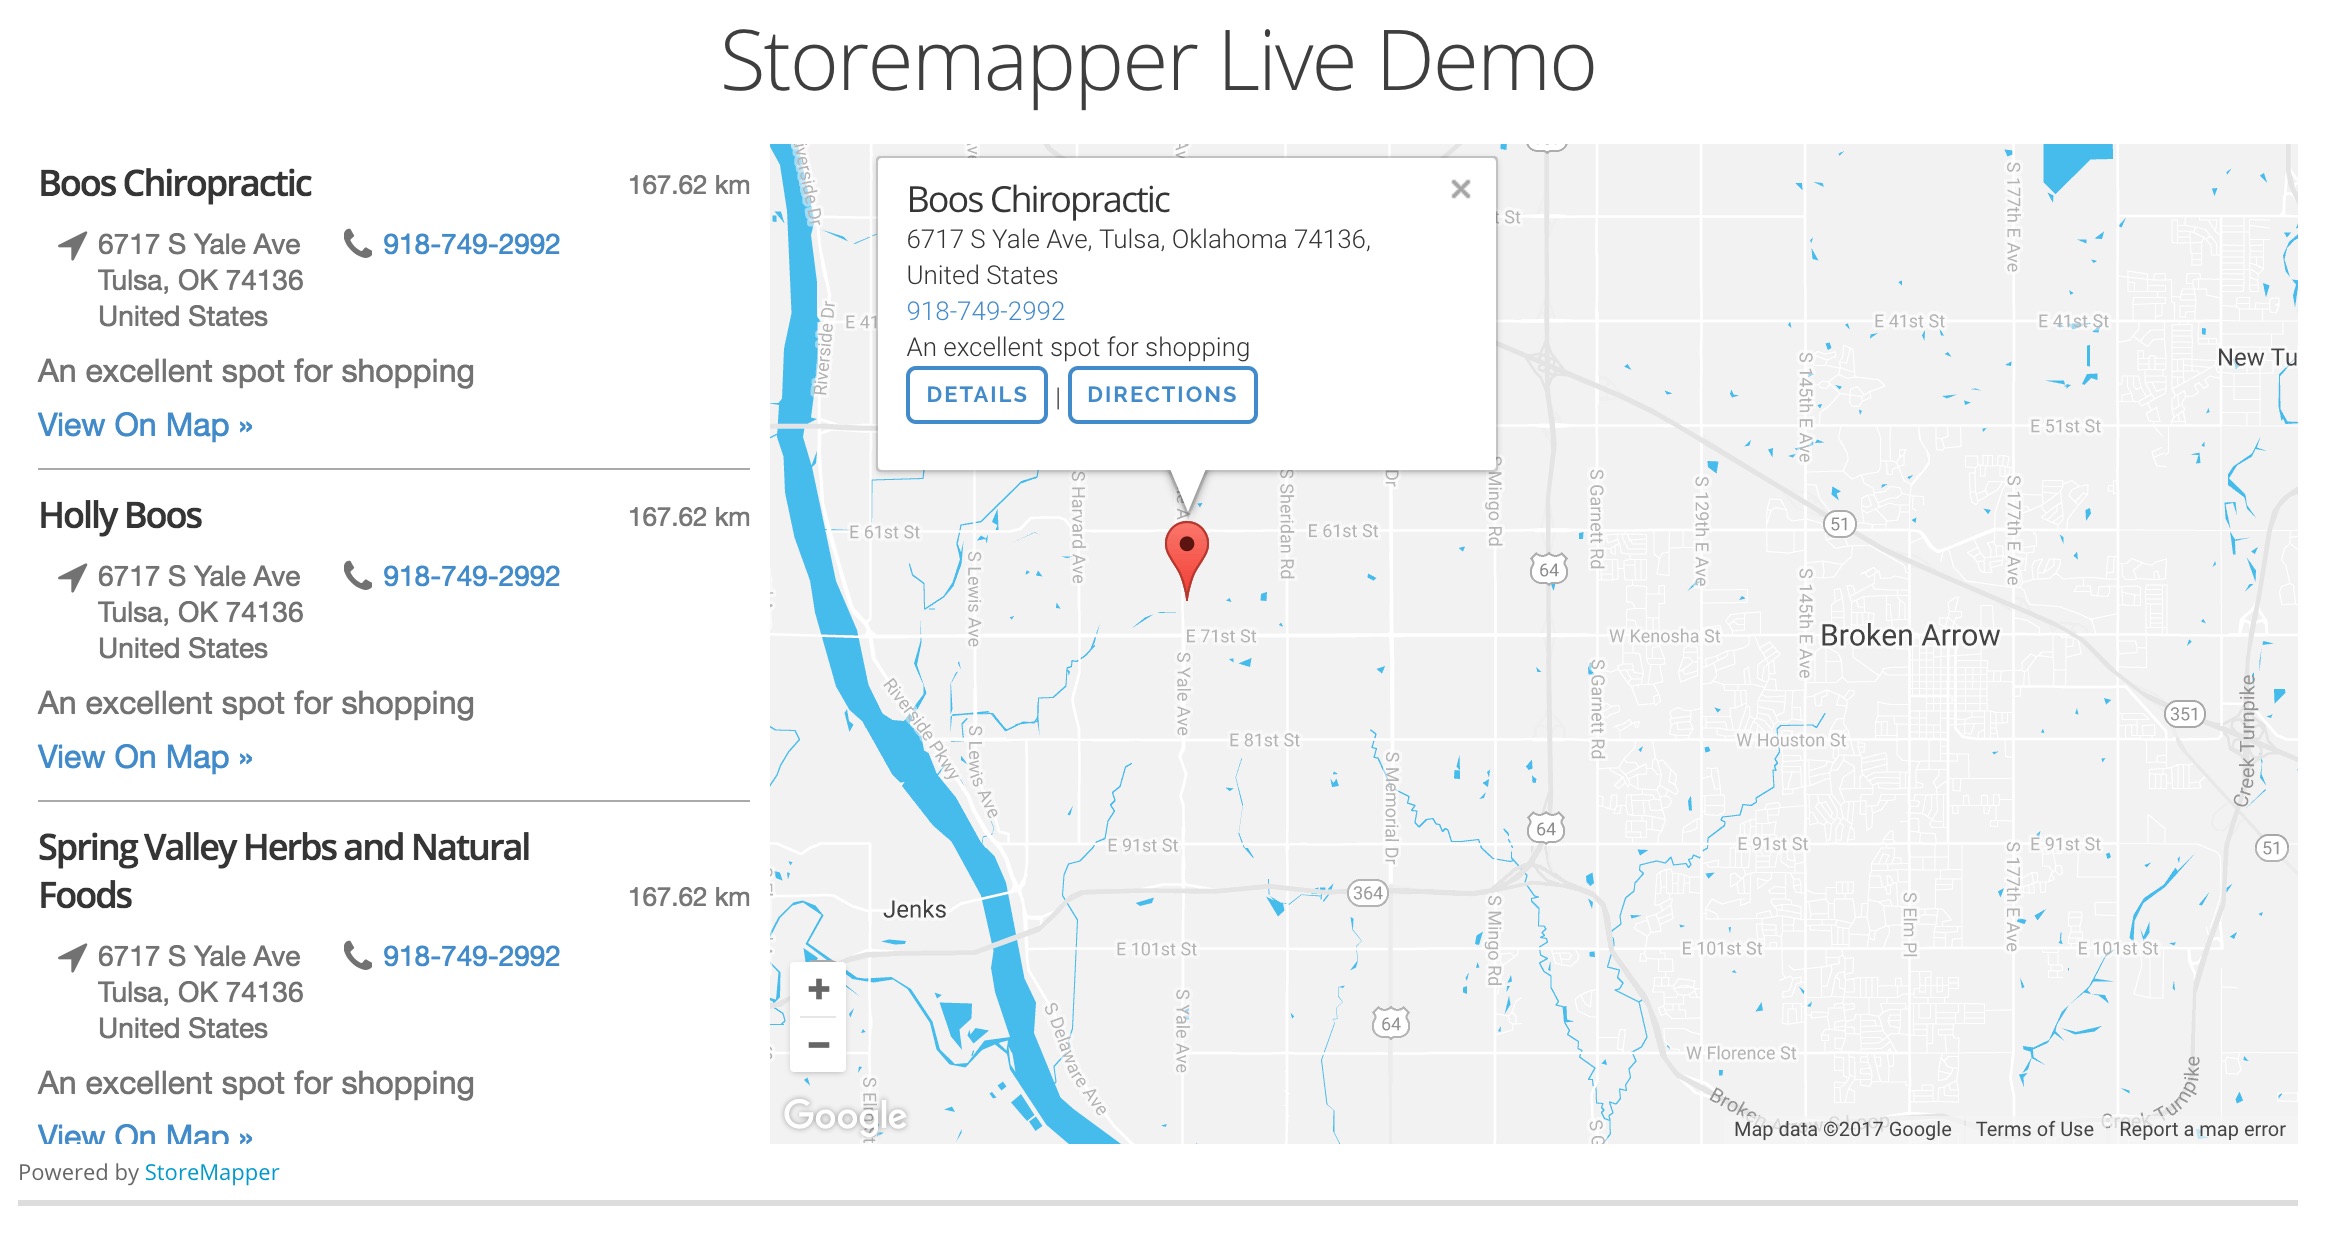 Storemapper Live Demo
Boos Chiropractic
167.62 km
6717 S Yale Ave
918-749-2992
Tulsa, OK 74136
United States
An excellent spot for shopping
View On Map »
Holly Boos
167.62 km
6717 S Yale Ave
918-749-2992
Tulsa, OK 74136
United States
An excellent spot for shopping
View On Map »
Spring Valley Herbs and Natural
Foods
167.62 km
6717 S Yale Ave
918-749-2992
Tulsa, OK 74136
United States
An excellent spot for shopping
View On Map »
Powered by StoreMapper
Boos Chiropractic
6717 S Yale Ave, Tulsa, Oklahoma 74136,
United States
918-749-2992
An excellent spot for shopping
DETAILS | DIRECTIONS
Riverside Dr
Riverside Dr
S 177th E Ave
E 41st St
E 41st St
New Tu
S 145th E Ave
E 51st St
E 61st St
S Harvard Ave
S Sheridan Rd
E 61st St
Dr
S Mingo Rd
S Garnett Rd
S 129th E Ave
51
S 177th E Ave
64
S Lewis Ave
E 71st St
W Kenosha St
S 145th E Ave
Broken Arrow
S Yale Ave
S Garnett Rd
Riverside Pkwy
S Lewis Ave
E 81st St
S Memorial Dr
W Houston St
351
Creek Turnpike
64
E 91st St
E 91st St
E 91st St
51
Jenks
364
S Mingo Rd
S Elm Pl
S 177th E Ave
E 101st St
E 101st St
E 101st St
S Yale Ave
S Delaware Ave
64
W Florence St
Creek Turnpike
+
−
Google
Map data ©2017 Google
Terms of Use
Report a map error